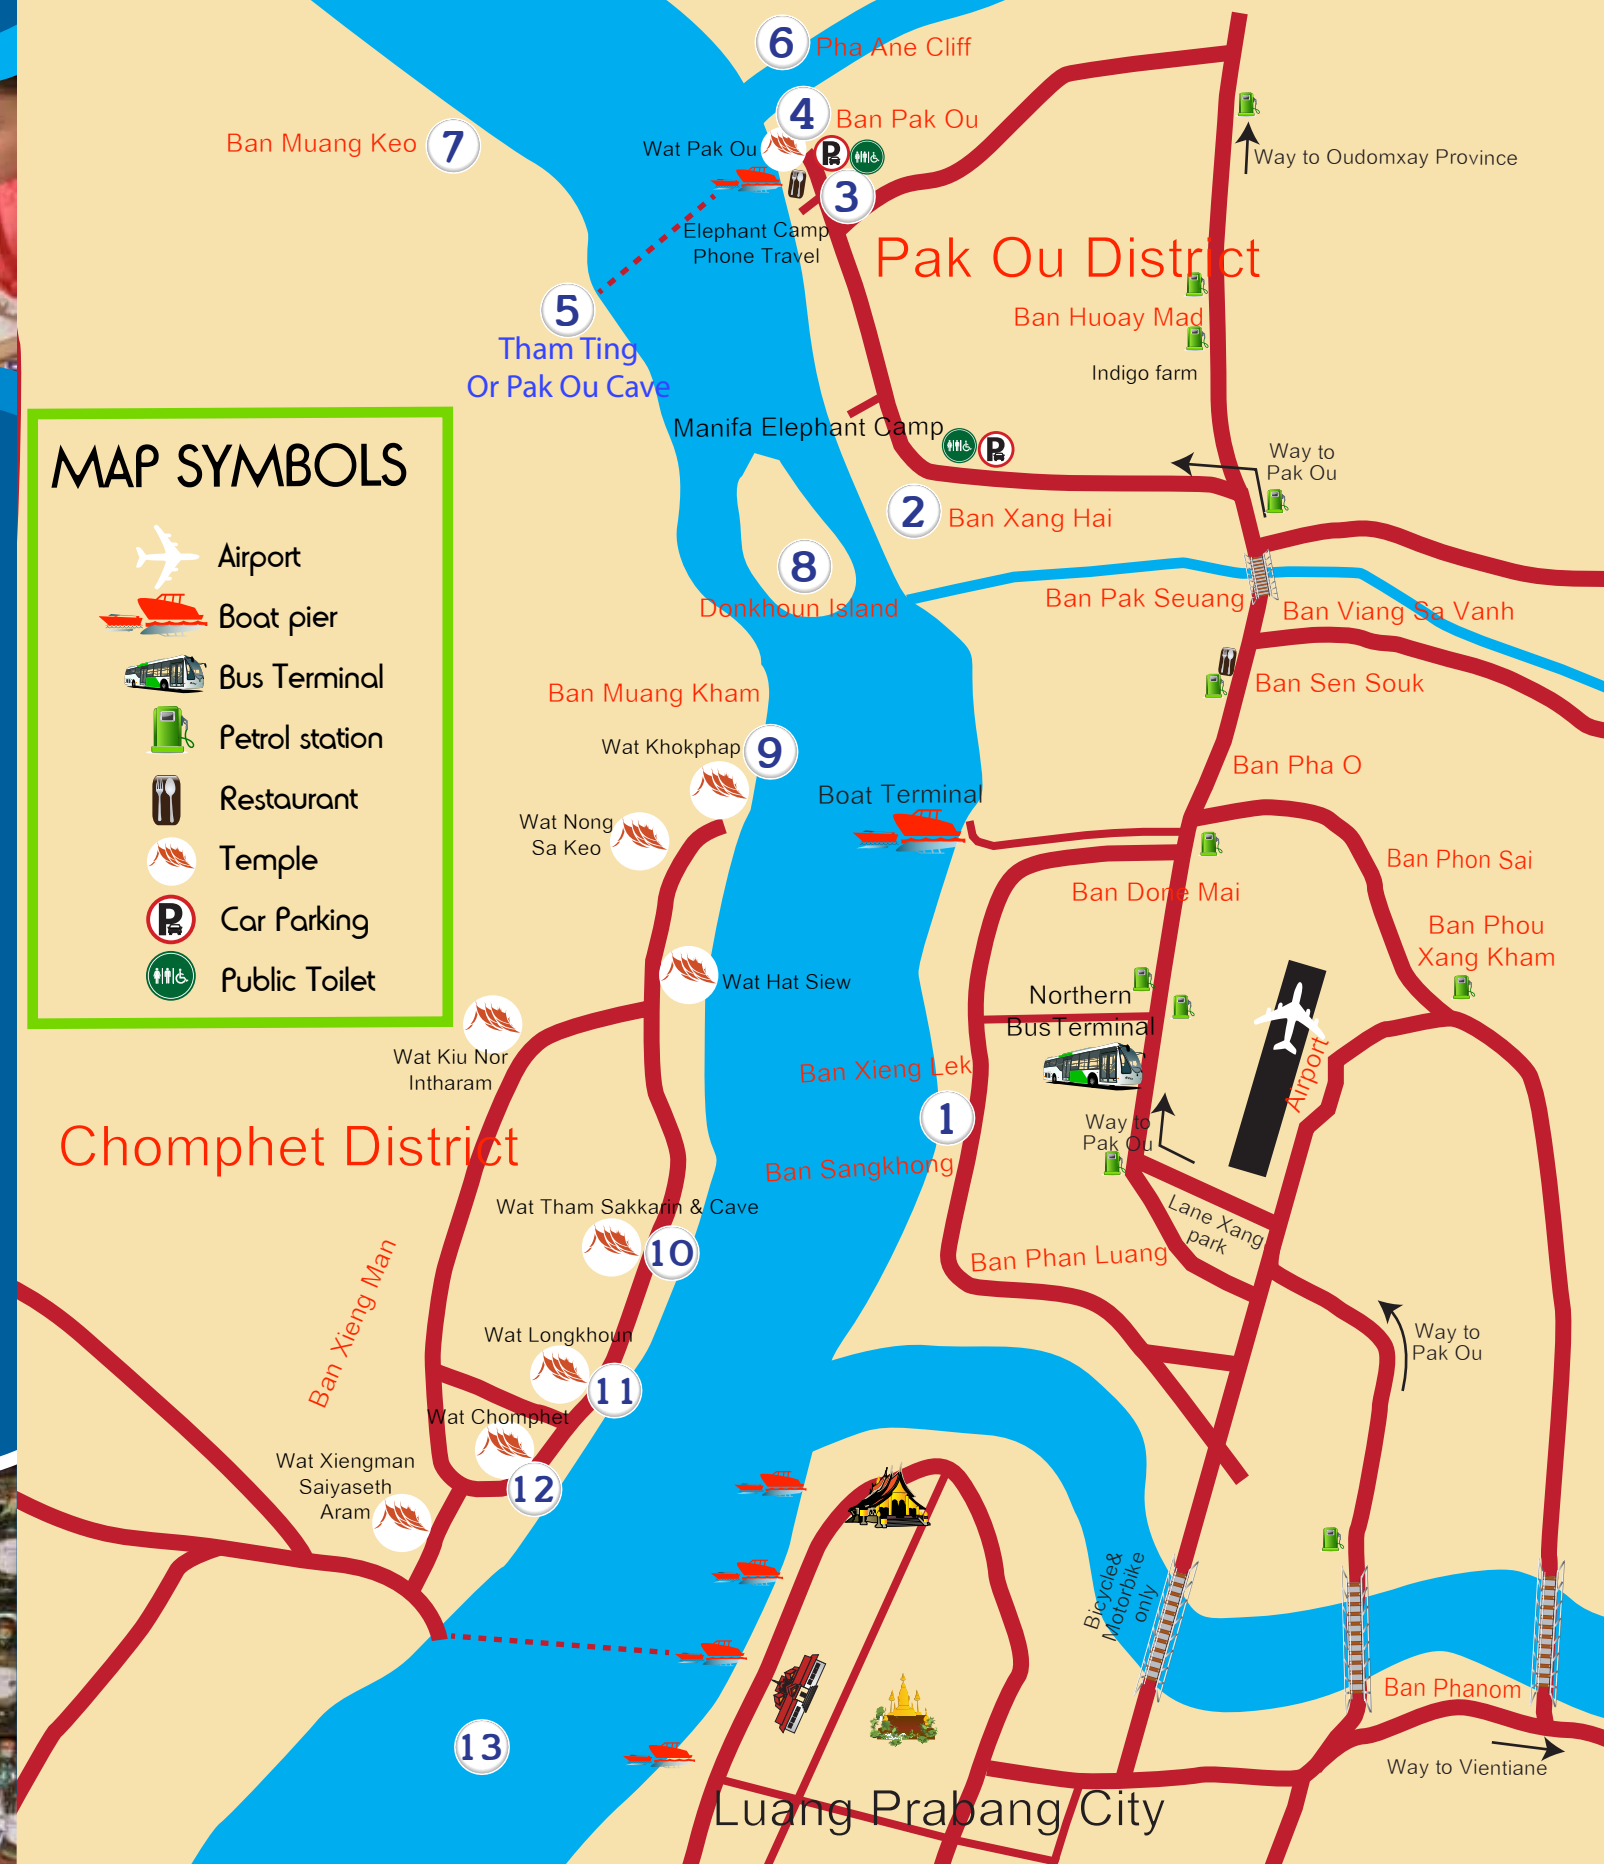 6
Pha Ane Cliff
4
Ban Pak Ou
Ban Muang Keo
7
Wat Pak Ou
P
Way to Oudomxay Province
3
Elephant Camp
Phone Travel
Pak Ou District
5
Ban Huoay Mad
Tham Ting
Or Pak Ou Cave
Indigo farm
Manifa Elephant Camp
P
Way to
Pak Ou
2
Ban Xang Hai
8
Donkhoun Island
Ban Pak Seuang
Ban Viang Sa Vanh
MAP SYMBOLS
Airport
Boat pier
Bus Terminal
Petrol station
Restaurant
Temple
P
Car Parking
Public Toilet
Ban Sen Souk
Ban Muang Kham
Wat Khokphap
9
Ban Pha O
Boat Terminal
Wat Nong
Sa Keo
Ban Phon Sai
Ban Done Mai
Ban Phou
Xang Kham
Wat Hat Siew
Northern
BusTerminal
Wat Kiu Nor
Intharam
Ban Xieng Lek
Airport
1
Way to
Pak Ou
Chomphet District
Ban Sangkhong
Wat Tham Sakkarin & Cave
10
Lane Xang
park
Ban Phan Luang
Ban Xieng Man
Wat Longkhoun
11
Way to
Pak Ou
Wat Chomphet
12
Wat Xiengman
Saiyaseth
Aram
Bicycle&
Motorbike
only
Ban Phanom
13
Way to Vientiane
Luang Prabang City